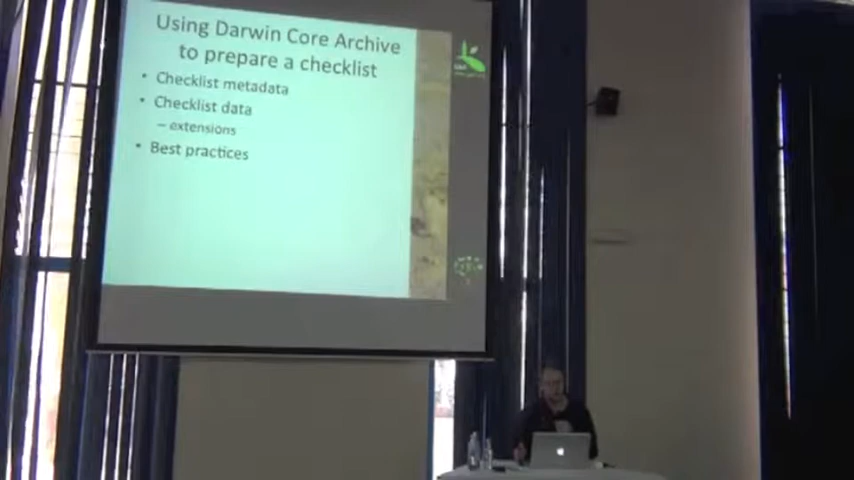 Using Darwin Core Archive
to prepare a checklist
• Checklist metadata
• Checklist data
– extensions
• Best practices